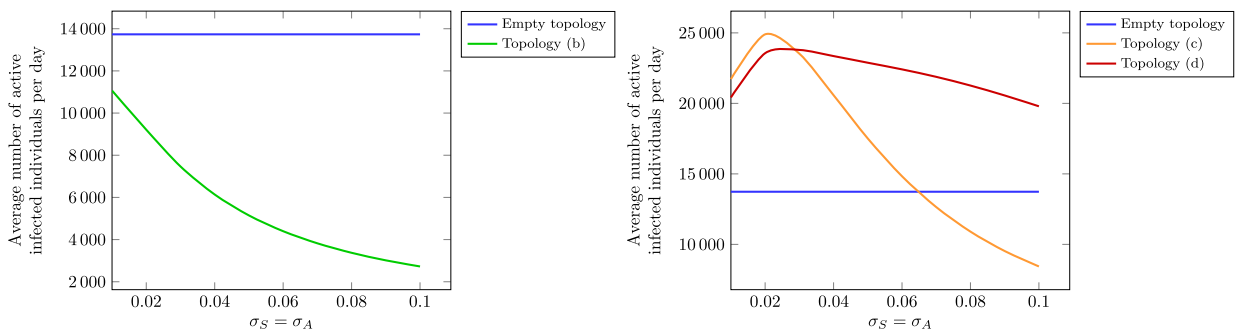 Average number of active
infected individuals per day
14 000
12 000
10 000
8 000
6 000
4 000
2 000
0.02
0.04
0.06
0.08
0.1
σ_S = σ_A
Empty topology
Topology (b)
Average number of active
infected individuals per day
25 000
20 000
15 000
10 000
0.02
0.04
0.06
0.08
0.1
σ_S = σ_A
Empty topology
Topology (c)
Topology (d)